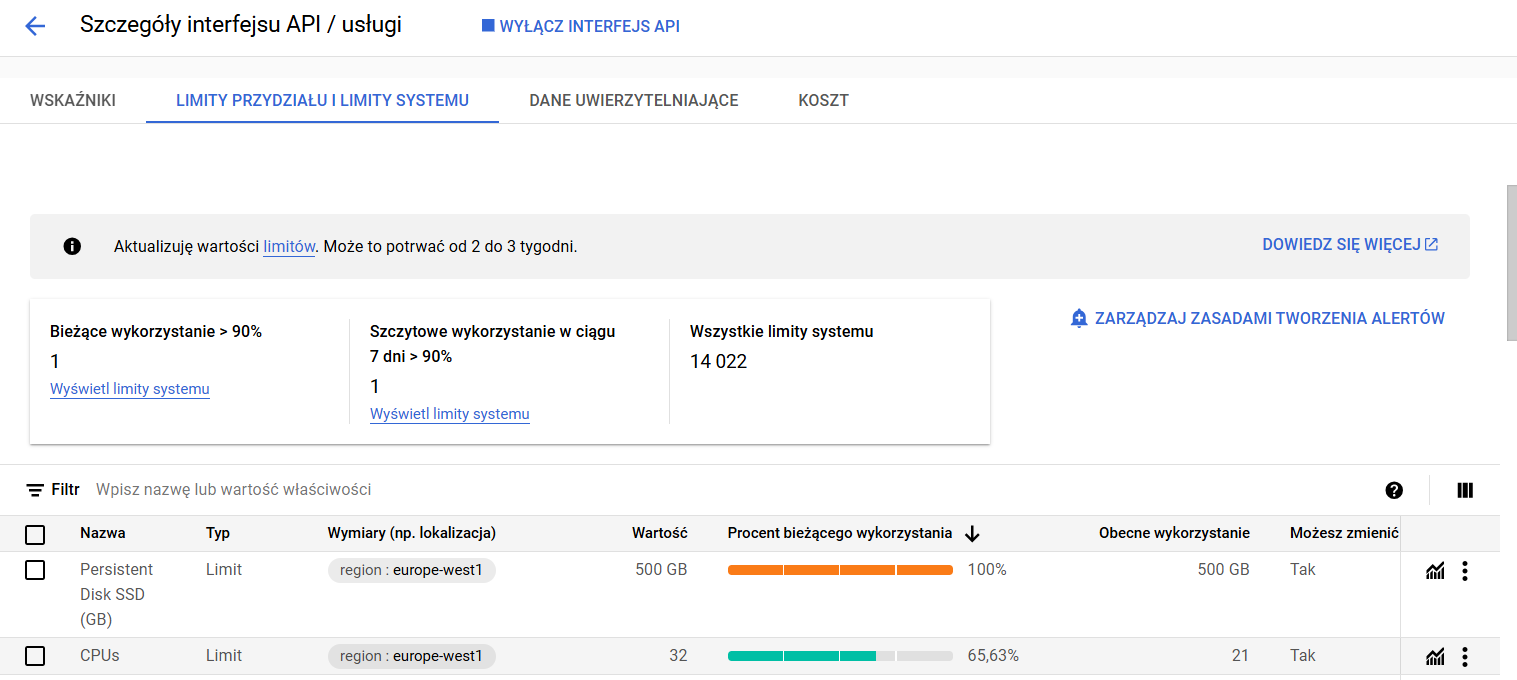 Szczegóły interfejsu API / usługi
WYŁĄCZ INTERFEJS API
WSKAŹNIKI
LIMITY PRZYDZIAŁU I LIMITY SYSTEMU
DANE UWIERZYTELNIAJĄCE
KOSZT
Aktualizuję wartości limitów. Może to potrwać od 2 do 3 tygodni.
DOWIEDZ SIĘ WIĘCEJ
Bieżące wykorzystanie > 90%
1
Wyświetl limity systemu
Szczytowe wykorzystanie w ciągu
7 dni > 90%
1
Wyświetl limity systemu
Wszystkie limity systemu
14 022
ZARZĄDZAJ ZASADAMI TWORZENIA ALERTÓW
Filtr Wpisz nazwę lub wartość właściwości
Nazwa Typ Wymiary (np. lokalizacja) Wartość Procent bieżącego wykorzystania Obecne wykorzystanie Możesz zmienić
Persistent Limit region : europe-west1 500 GB 100% 500 GB Tak
Disk SSD
(GB)
CPUs Limit region : europe-west1 32 65,63% 21 Tak